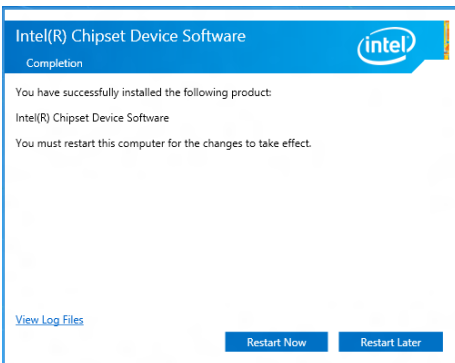 Intel(R) Chipset Device Software
intel
Completion
You have successfully installed the following product:
Intel(R) Chipset Device Software
You must restart this computer for the changes to take effect.
View Log Files
Restart Now
Restart Later